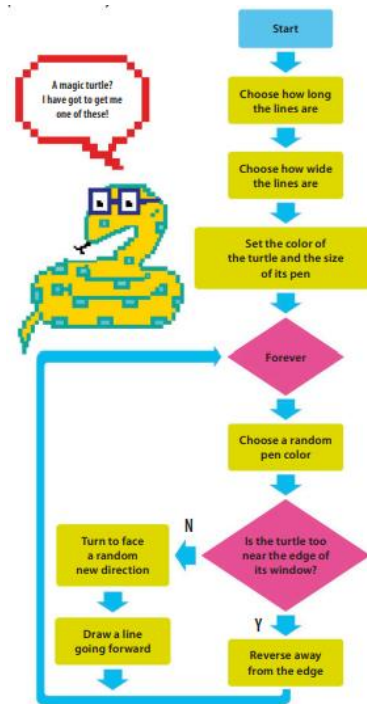 A magic turtle?
I have got to get me
one of these!
Start
Choose how long
the lines are
Choose how wide
the lines are
Set the color of
the turtle and the size
of its pen
Forever
Choose a random
pen color
Is the turtle too
near the edge of
its window?
N
Turn to face
a random
new direction
Draw a line
going forward
Y
Reverse away
from the edge